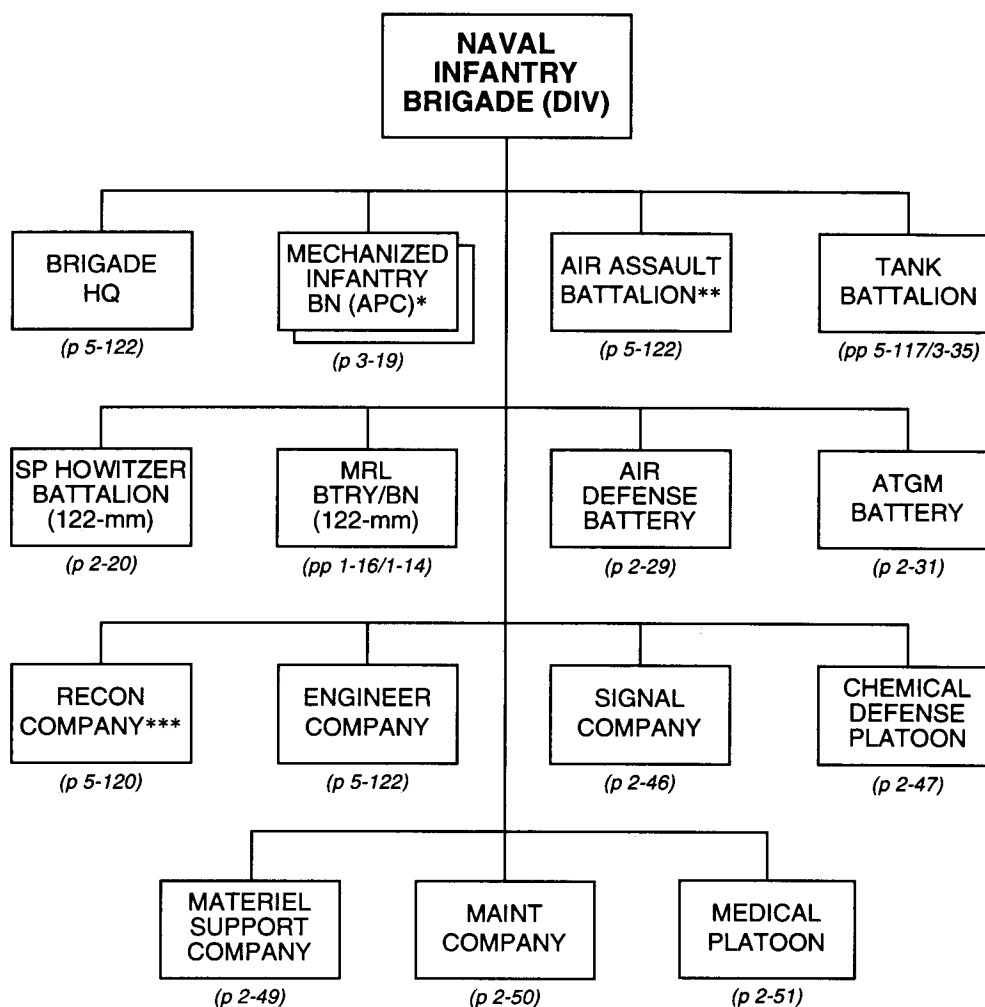 NAVAL
INFANTRY
BRIGADE (DIV)
BRIGADE
HQ
(p 5-122)
MECHANIZED
INFANTRY
BN (APC)*
(p 3-19)
AIR ASSAULT
BATTALION**
(p 5-122)
TANK
BATTALION
(pp 5-117/3-35)
SP HOWITZER
BATTALION
(122-mm)
(p 2-20)
MRL
BTRY/BN
(122-mm)
(pp 1-16/1-14)
AIR
DEFENSE
BATTERY
(p 2-29)
ATGM
BATTERY
(p 2-31)
RECON
COMPANY***
(p 5-120)
ENGINEER
COMPANY
(p 5-122)
SIGNAL
COMPANY
(p 2-46)
CHEMICAL
DEFENSE
PLATOON
(p 2-47)
MATERIEL
SUPPORT
COMPANY
(p 2-49)
MAINT
COMPANY
(p 2-50)
MEDICAL
PLATOON
(p 2-51)